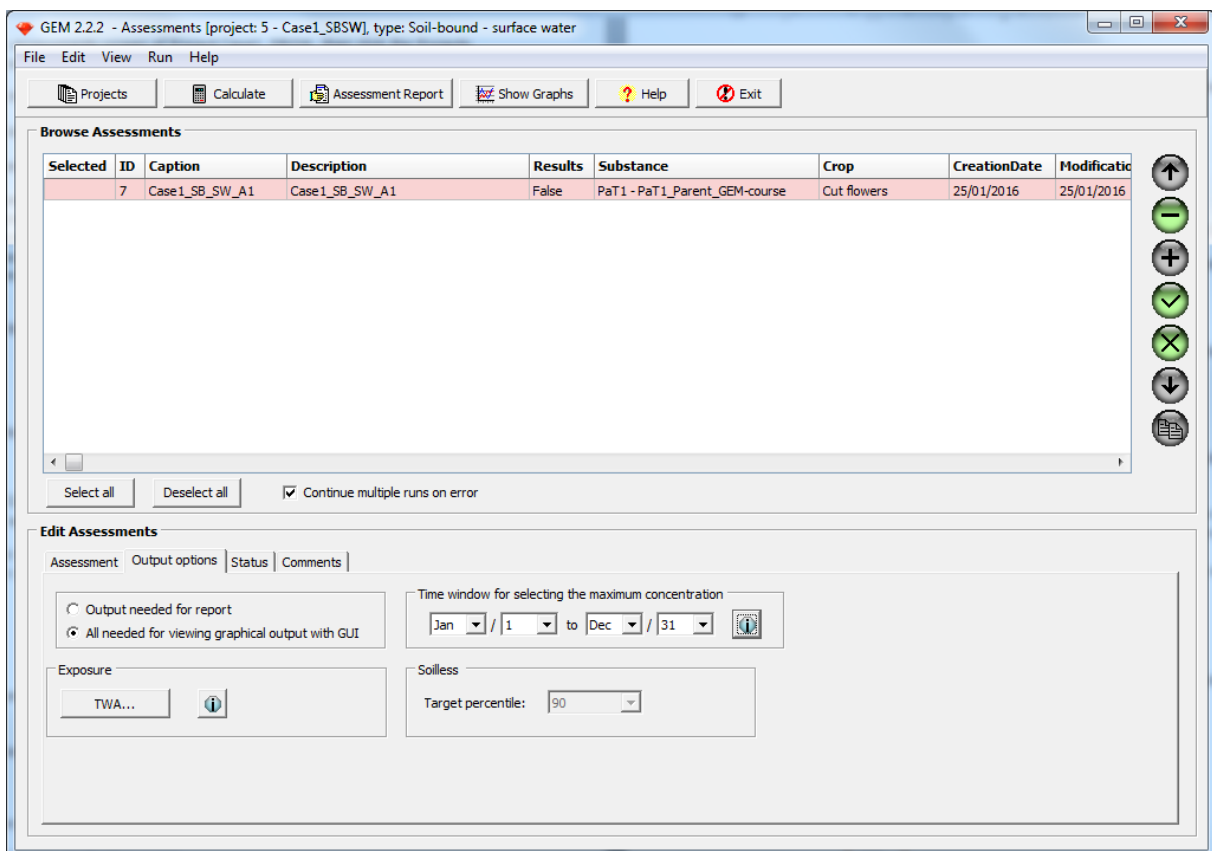 GEM 2.2.2 - Assessments [project: 5 - Case1_SBSW], type: Soil-bound - surface water
File Edit View Run Help
Projects Calculate Assessment Report Show Graphs ? Help Exit
Browse Assessments
Selected ID Caption Description Results Substance Crop CreationDate Modificatio
7 Case1_SB_SW_A1 Case1_SB_SW_A1 False PaT1 - PaT1_Parent_GEM-course Cut flowers 25/01/2016 25/01/2016
Select all Deselect all Continue multiple runs on error
Edit Assessments
Assessment Output options Status Comments
Output needed for report
All needed for viewing graphical output with GUI
Time window for selecting the maximum concentration
Jan / 1 to Dec / 31
Exposure
TWA...
Soilless
Target percentile: 90